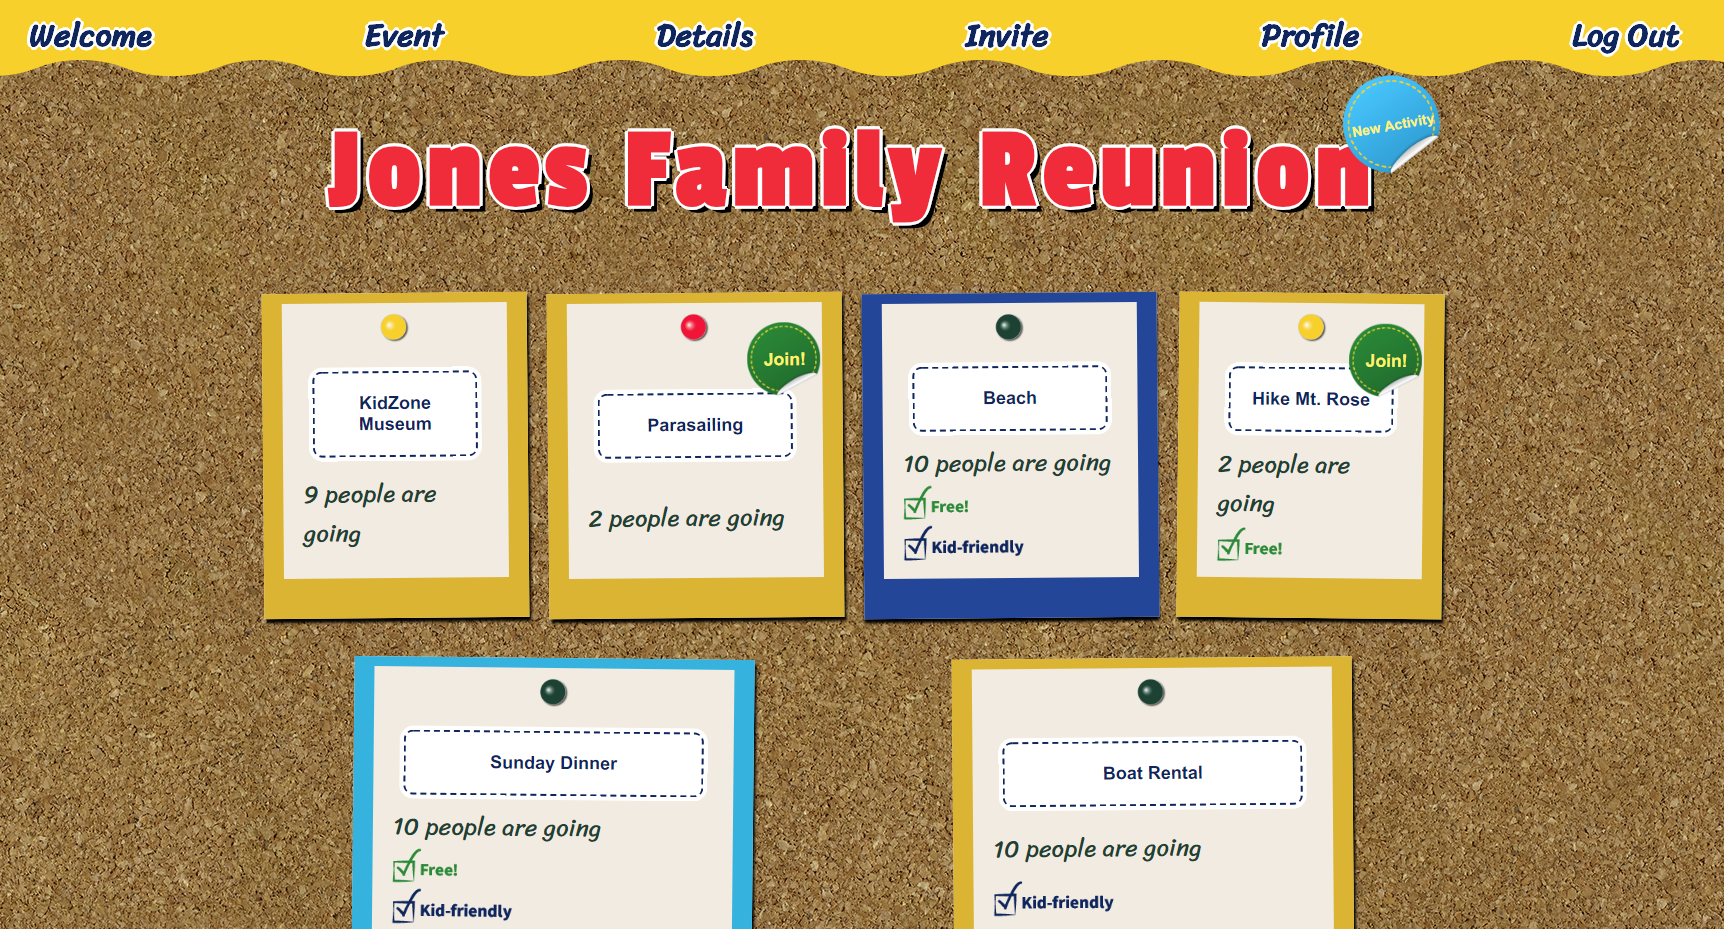 Welcome
Event
Details
Invite
Profile
Log Out
New Activity
Jones Family Reunion
KidZone
Museum
9 people are
going
Join!
Parasailing
2 people are going
Beach
10 people are going
Free!
Kid-friendly
Join!
Hike Mt. Rose
2 people are
going
Free!
Sunday Dinner
10 people are going
Free!
Kid-friendly
Boat Rental
10 people are going
Kid-friendly